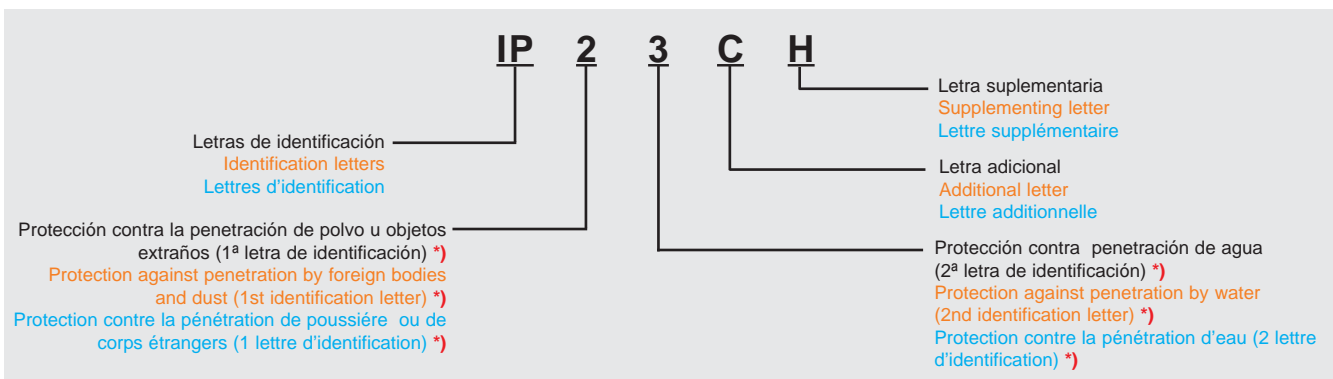 IP 2 3 C H
Letras de identificación
Identification letters
Lettres d'identification
Protección contra la penetración de polvo u objetos
extraños (1ª letra de identificación) *)
Protection against penetration by foreign bodies
and dust (1st identification letter) *)
Protection contre la pénétration de poussiére ou de
corps étrangers (1 lettre d'identification) *)
Letra suplementaria
Supplementing letter
Lettre supplémentaire
Letra adicional
Additional letter
Lettre additionnelle
Protección contra penetración de agua
(2ª letra de identificación) *)
Protection against penetration by water
(2nd identification letter) *)
Protection contre la pénétration d'eau (2 lettre
d'identification) *)